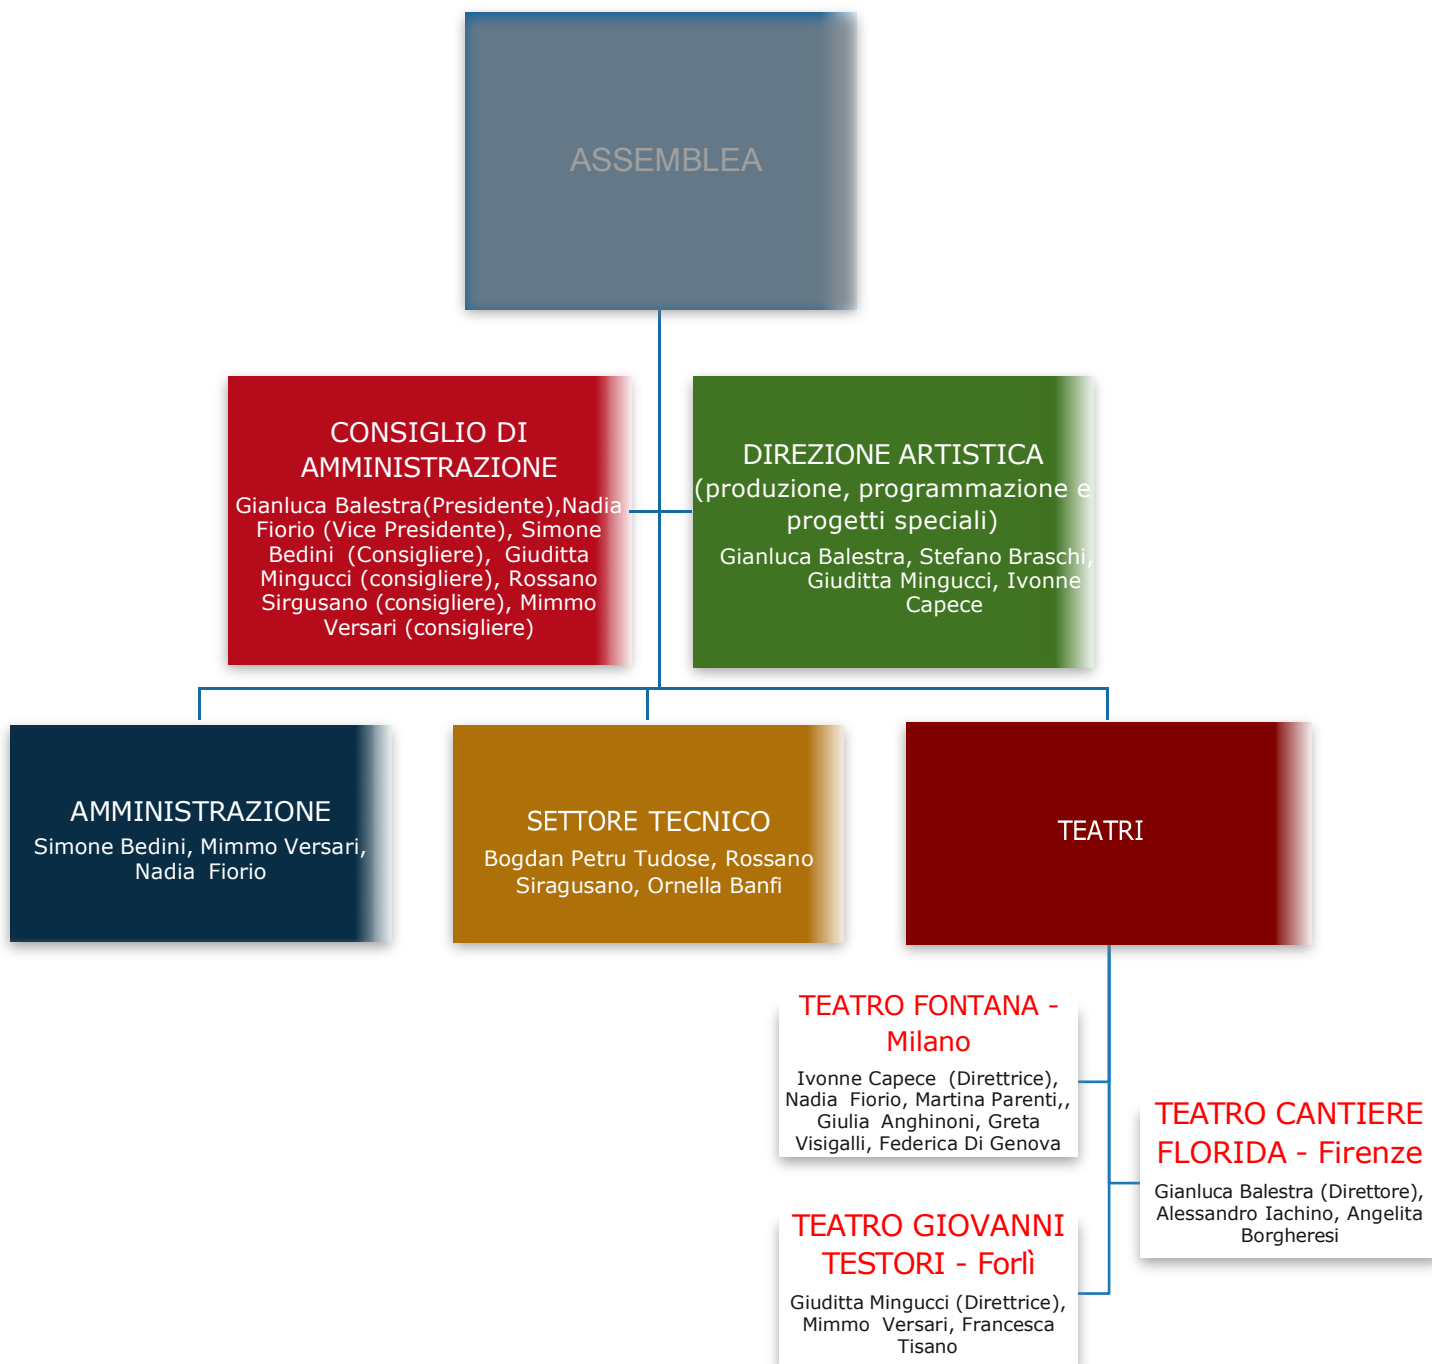 ASSEMBLEA
CONSIGLIO DI
AMMINISTRAZIONE
Gianluca Balestra(Presidente),Nadia
Fiorio (Vice Presidente), Simone
Bedini (Consigliere), Giuditta
Mingucci (consigliere), Rossano
Sirgusano (consigliere), Mimmo
Versari (consigliere)
DIREZIONE ARTISTICA
(produzione, programmazione e
progetti speciali)
Gianluca Balestra, Stefano Braschi,
Giuditta Mingucci, Ivonne
Capece
AMMINISTRAZIONE
Simone Bedini, Mimmo Versari,
Nadia Fiorio
SETTORE TECNICO
Bogdan Petru Tudose, Rossano
Siragusano, Ornella Banfi
TEATRI
TEATRO FONTANA -
Milano
Ivonne Capece (Direttrice),
Nadia Fiorio, Martina Parenti,,
Giulia Anghinoni, Greta
Visigalli, Federica Di Genova
TEATRO CANTIERE
FLORIDA - Firenze
Gianluca Balestra (Direttore),
Alessandro Iachino, Angelita
Borgheresi
TEATRO GIOVANNI
TESTORI - Forlì
Giuditta Mingucci (Direttrice),
Mimmo Versari, Francesca
Tisano